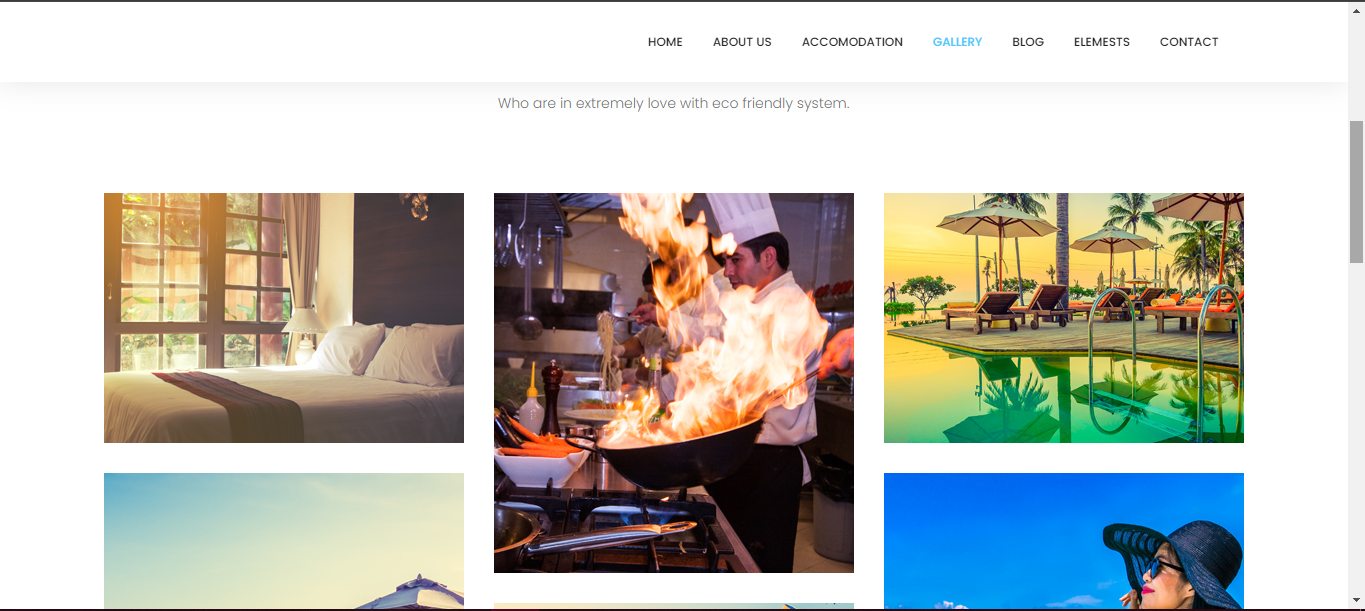 HOME ABOUT US ACCOMODATION GALLERY BLOG ELEMESTS CONTACT
Who are in extremely love with eco friendly system.